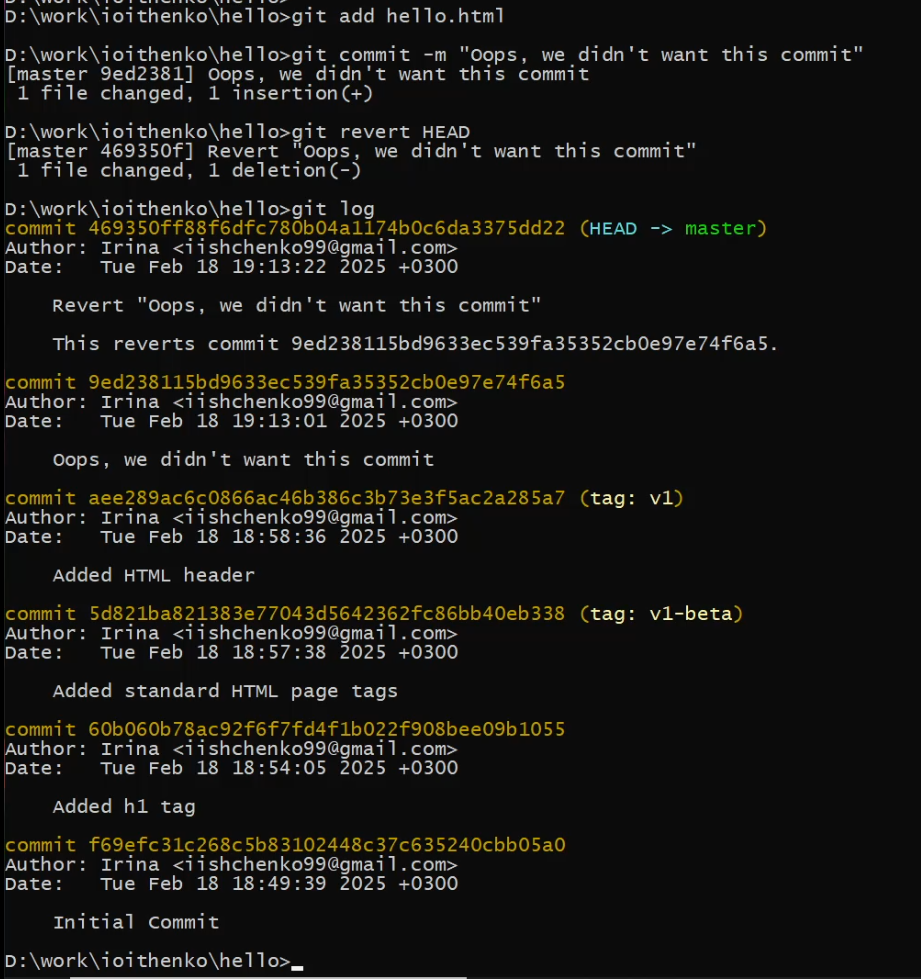 D:\work\ioithenko\hello>git add hello.html
D:\work\ioithenko\hello>git commit -m "Oops, we didn't want this commit"
[master 9ed2381] Oops, we didn't want this commit
1 file changed, 1 insertion(+)
D:\work\ioithenko\hello>git revert HEAD
[master 469350f] Revert "Oops, we didn't want this commit"
1 file changed, 1 deletion(-)
D:\work\ioithenko\hello>git log
commit 469350ff88f6dfc780b04a1174b0c6da3375dd22 (HEAD -> master)
Author: Irina <iishchenko99@gmail.com>
Date:   Tue Feb 18 19:13:22 2025 +0300
Revert "Oops, we didn't want this commit"
This reverts commit 9ed238115bd9633ec539fa35352cb0e97e74f6a5.
commit 9ed238115bd9633ec539fa35352cb0e97e74f6a5
Author: Irina <iishchenko99@gmail.com>
Date:   Tue Feb 18 19:13:01 2025 +0300
Oops, we didn't want this commit
commit aee289ac6c0866ac46b386c3b73e3f5ac2a285a7 (tag: v1)
Author: Irina <iishchenko99@gmail.com>
Date:   Tue Feb 18 18:58:36 2025 +0300
Added HTML header
commit 5d821ba821383e77043d5642362fc86bb40eb338 (tag: v1-beta)
Author: Irina <iishchenko99@gmail.com>
Date:   Tue Feb 18 18:57:38 2025 +0300
Added standard HTML page tags
commit 60b060b78ac92f6f7fd4f1b022f908bee09b1055
Author: Irina <iishchenko99@gmail.com>
Date:   Tue Feb 18 18:54:05 2025 +0300
Added h1 tag
commit f69efc31c268c5b83102448c37c635240cbb05a0
Author: Irina <iishchenko99@gmail.com>
Date:   Tue Feb 18 18:49:39 2025 +0300
Initial Commit
D:\work\ioithenko\hello>